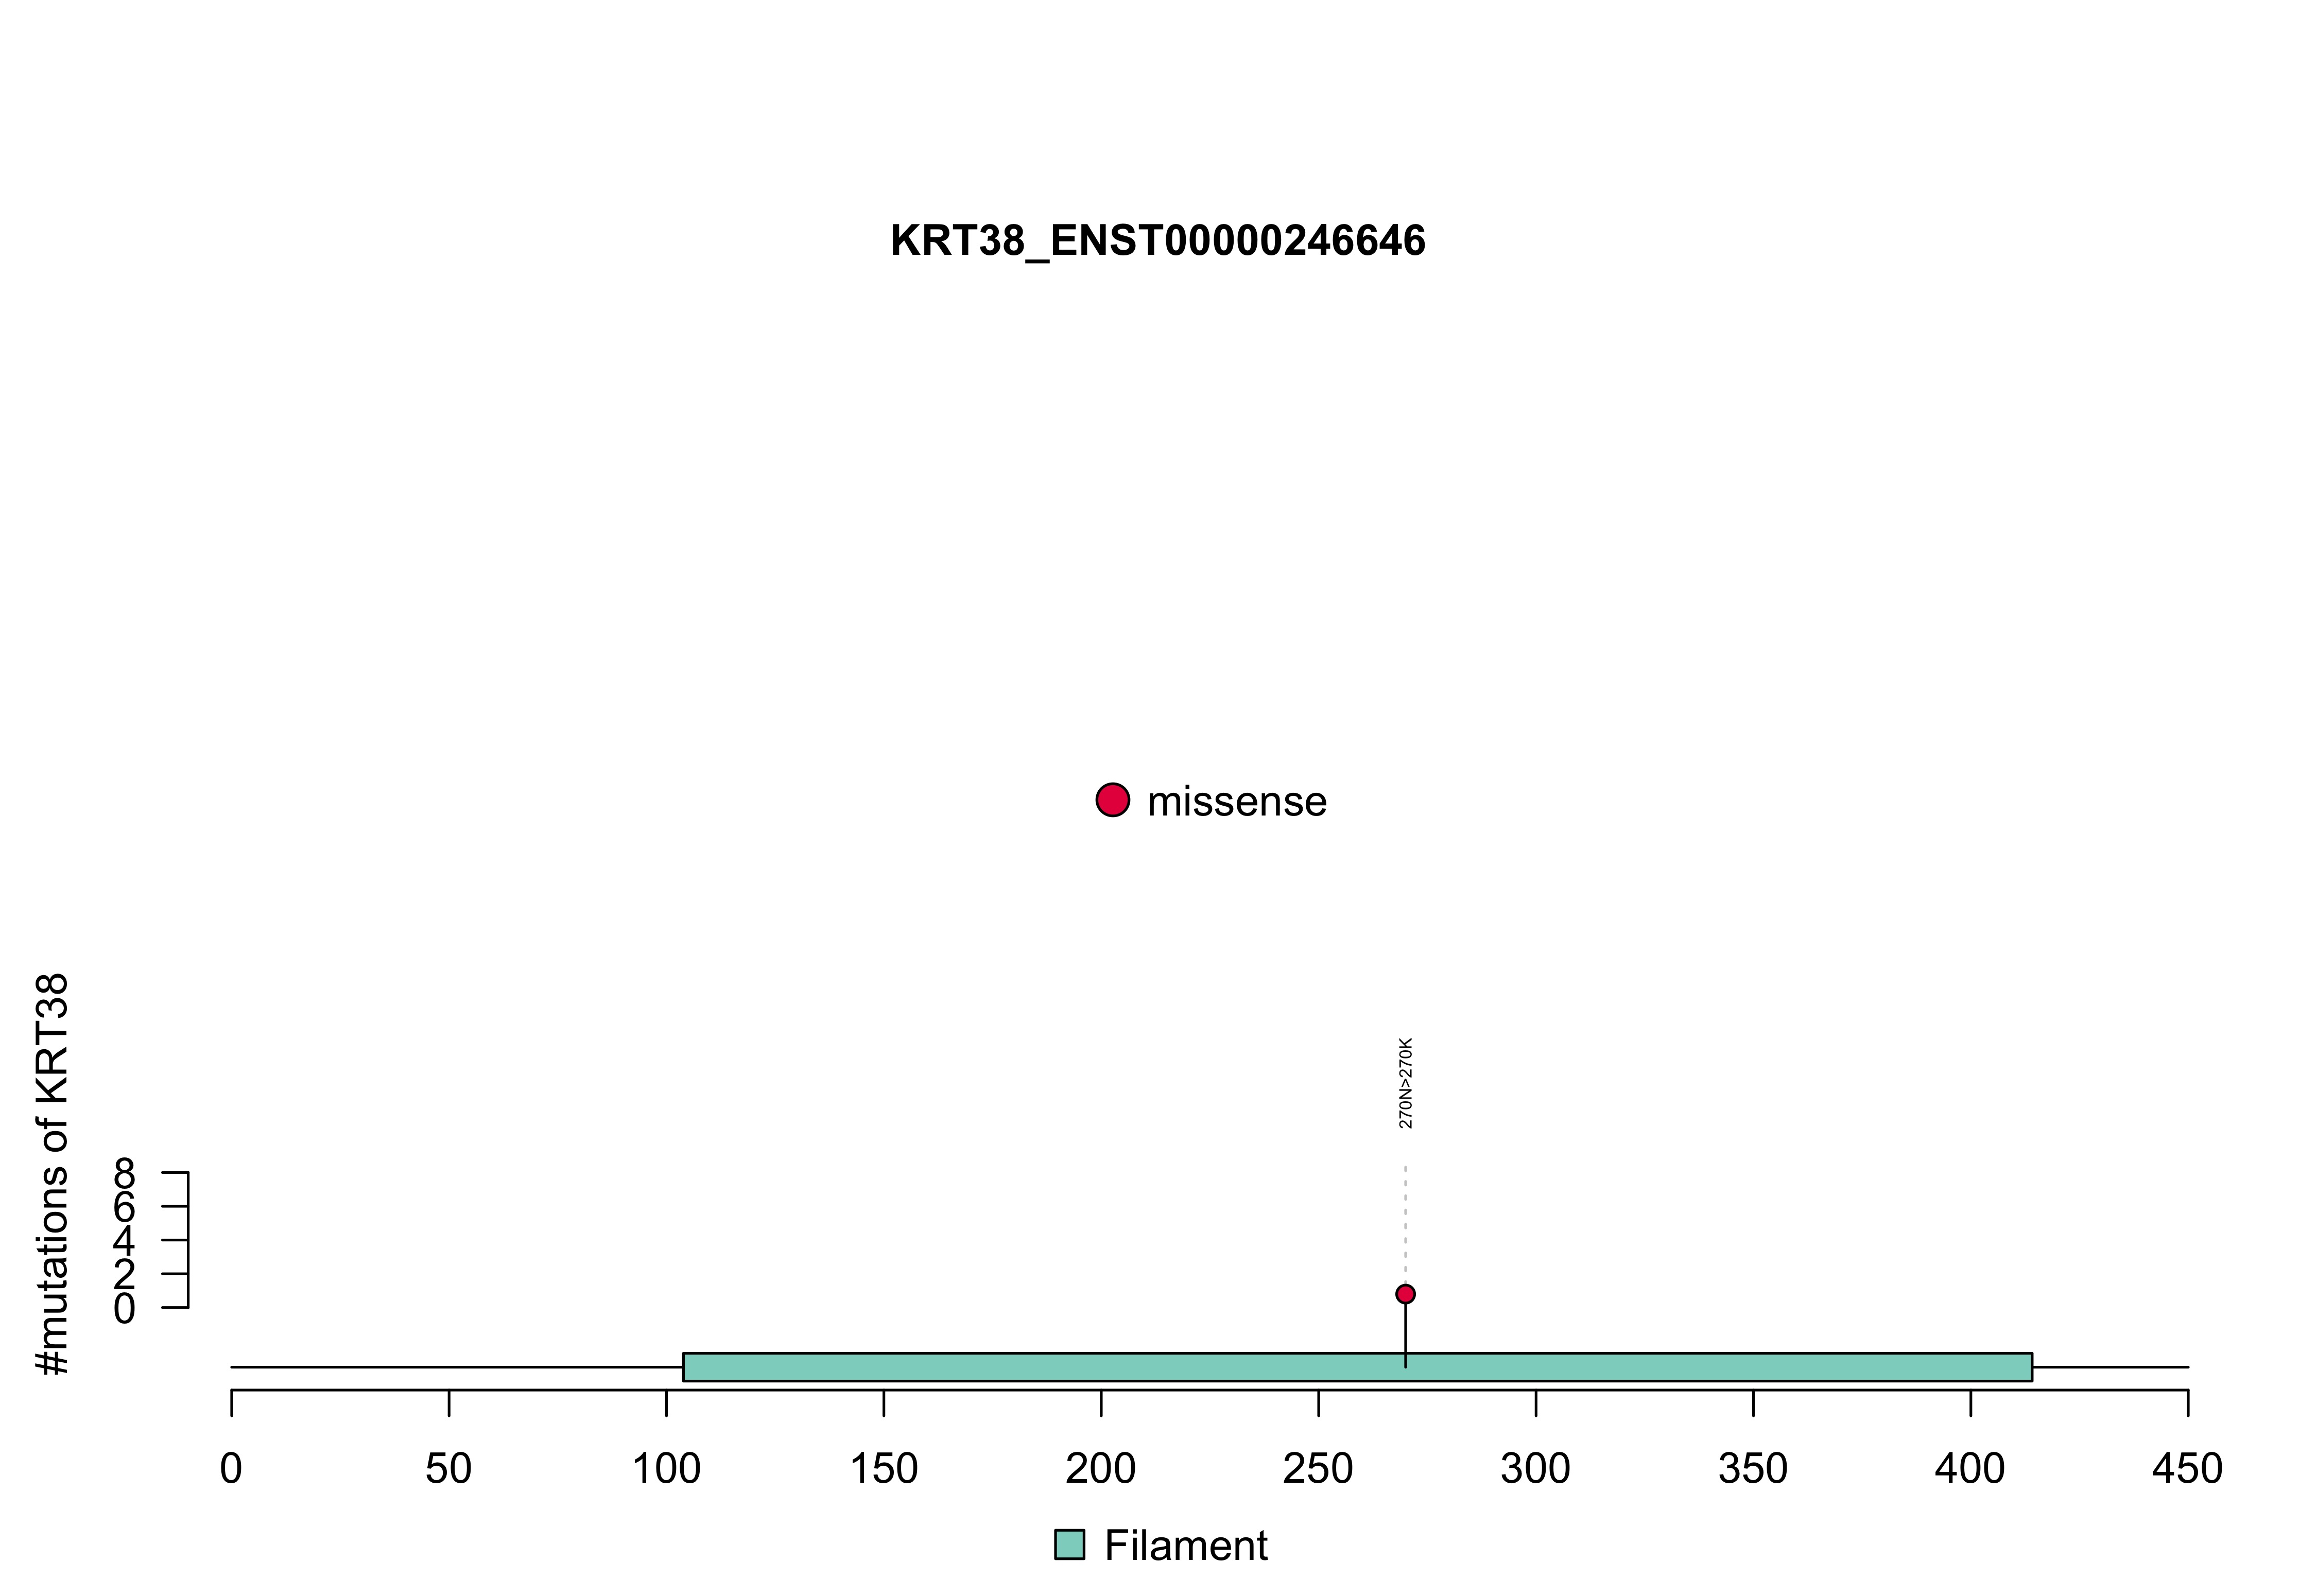 KRT38_ENST00000246646
missense
#mutations of KRT38
270N>270K
8
6
4
2
0
0 50 100 150 200 250 300 350 400 450
Filament